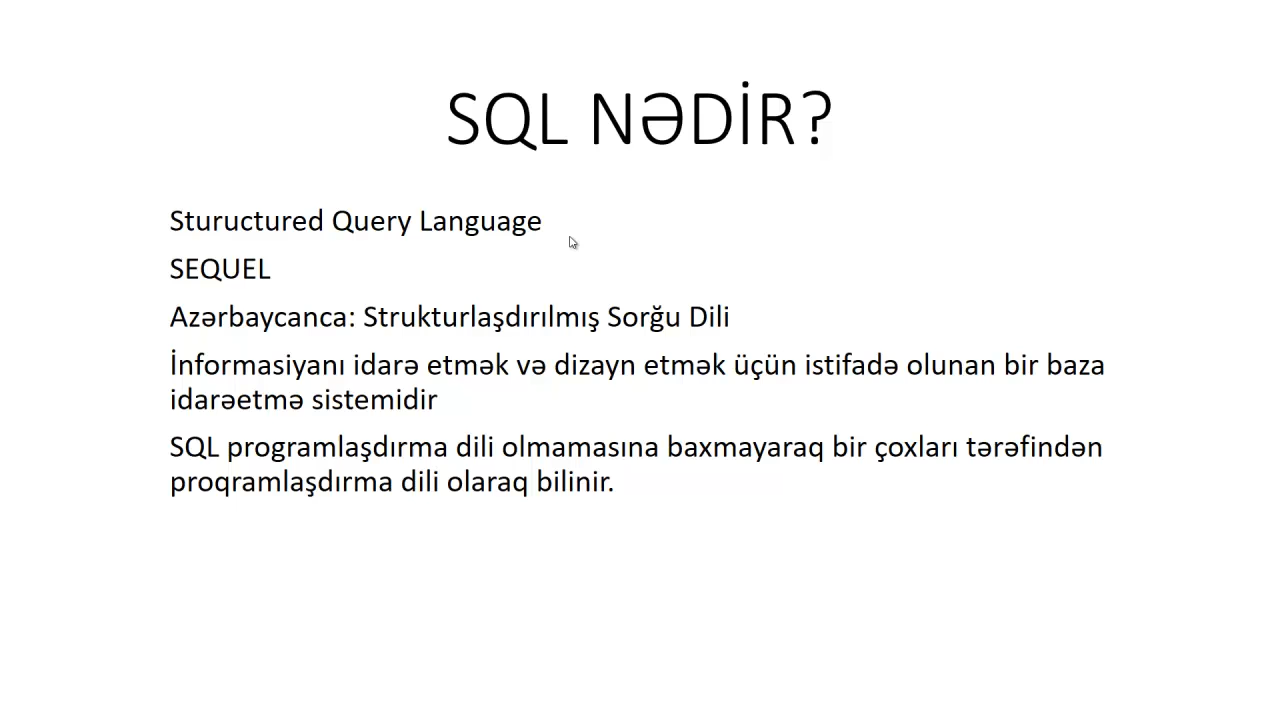 SQL NƏDİR?
Stuructured Query Language
SEQUEL
Azərbaycanca: Strukturlaşdırılmış Sorğu Dili
İnformasiyanı idarə etmək və dizayn etmək üçün istifadə olunan bir baza
idarəetmə sistemidir
SQL programlaşdırma dili olmamasına baxmayaraq bir çoxları tərəfindən
proqramlaşdırma dili olaraq bilinir.